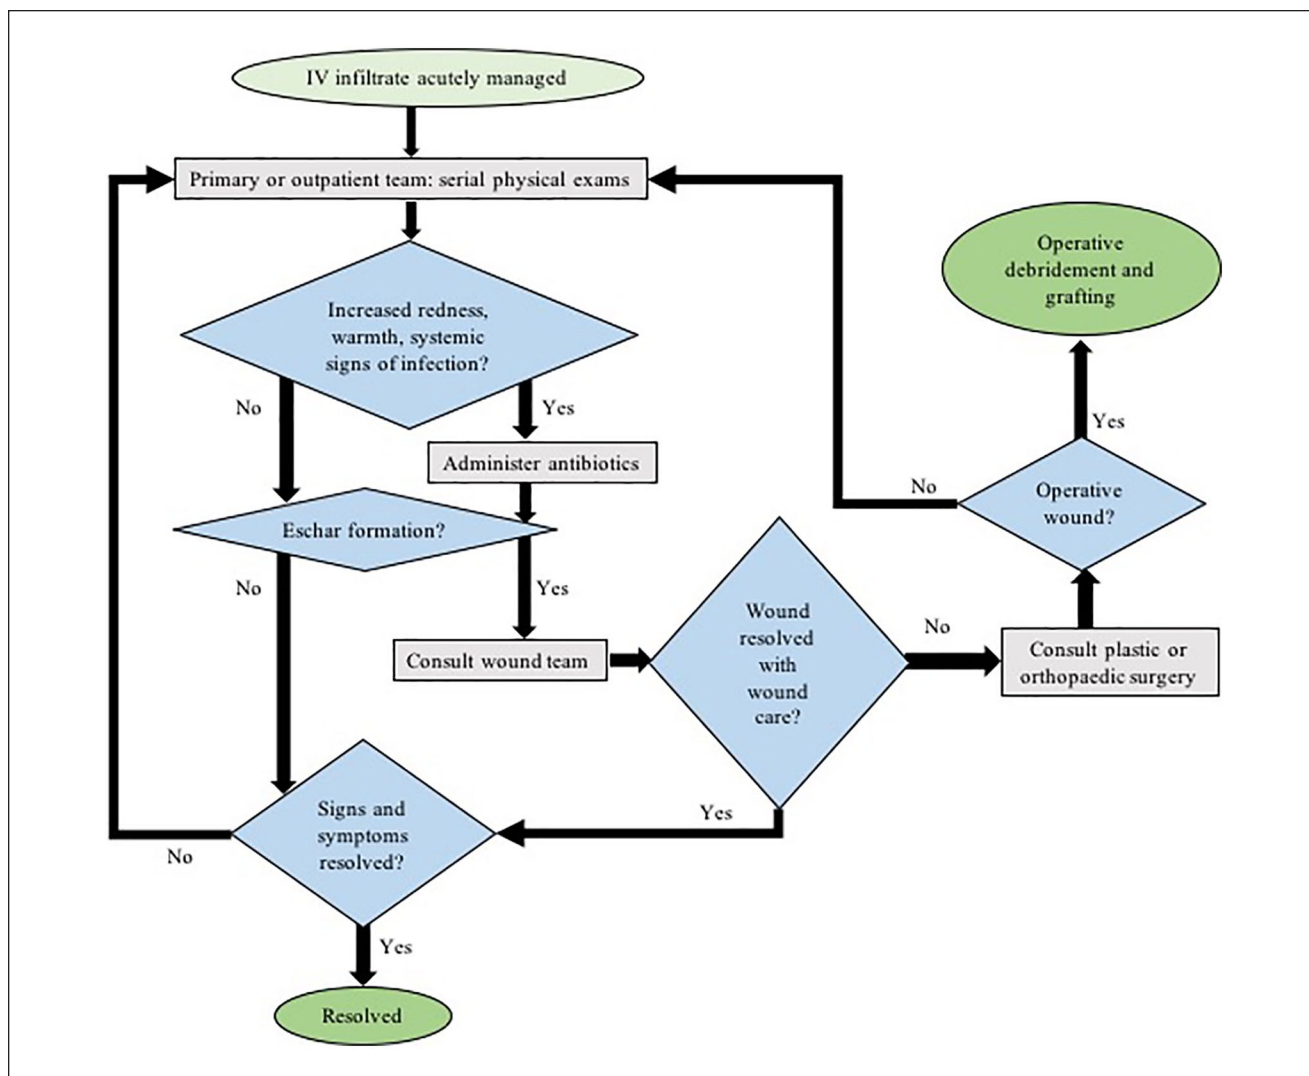 IV infiltrate acutely managed
Primary or outpatient team: serial physical exams
Increased redness,
warmth, systemic
signs of infection?
No
Yes
Administer antibiotics
Eschar formation?
No
Yes
Consult wound team
Wound
resolved
with
wound
care?
No
Yes
Consult plastic or
orthopaedic surgery
Operative
wound?
No
Yes
Operative
debridement and
grafting
Signs and
symptoms
resolved?
No
Yes
Resolved